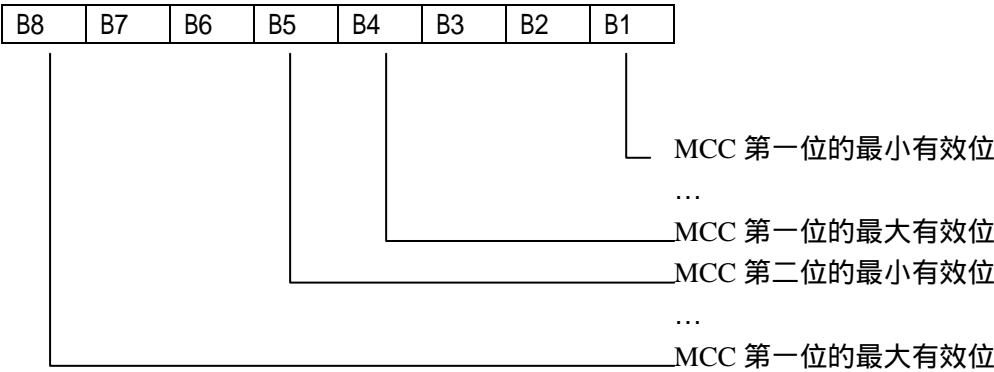 B8 B7 B6 B5 B4 B3 B2 B1
MCC 第一位的最小有效位
…
MCC 第一位的最大有效位
MCC 第二位的最小有效位
…
MCC 第一位的最大有效位